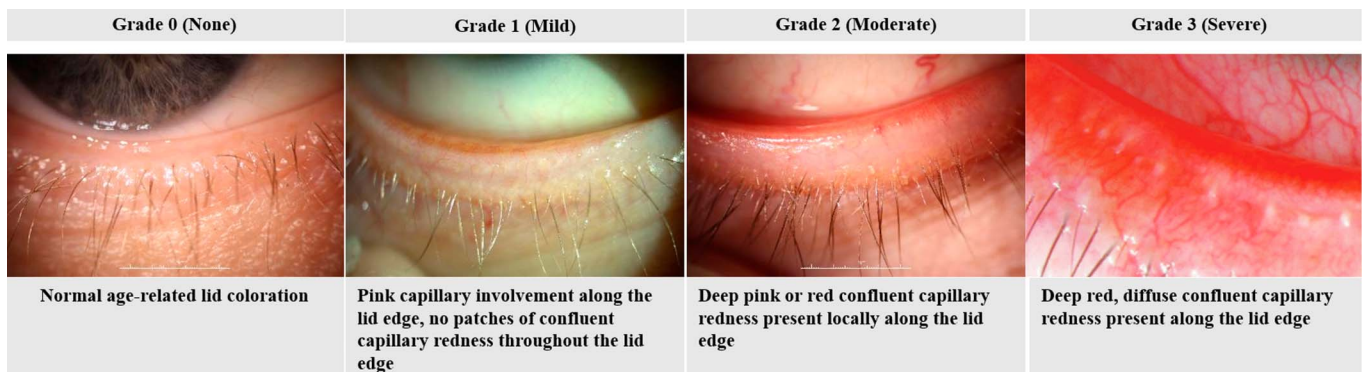 Grade 0 (None)
Grade 1 (Mild)
Grade 2 (Moderate)
Grade 3 (Severe)
Normal age-related lid coloration
Pink capillary involvement along the
lid edge, no patches of confluent
capillary redness throughout the lid
edge
Deep pink or red confluent capillary
redness present locally along the lid
edge
Deep red, diffuse confluent capillary
redness present along the lid edge